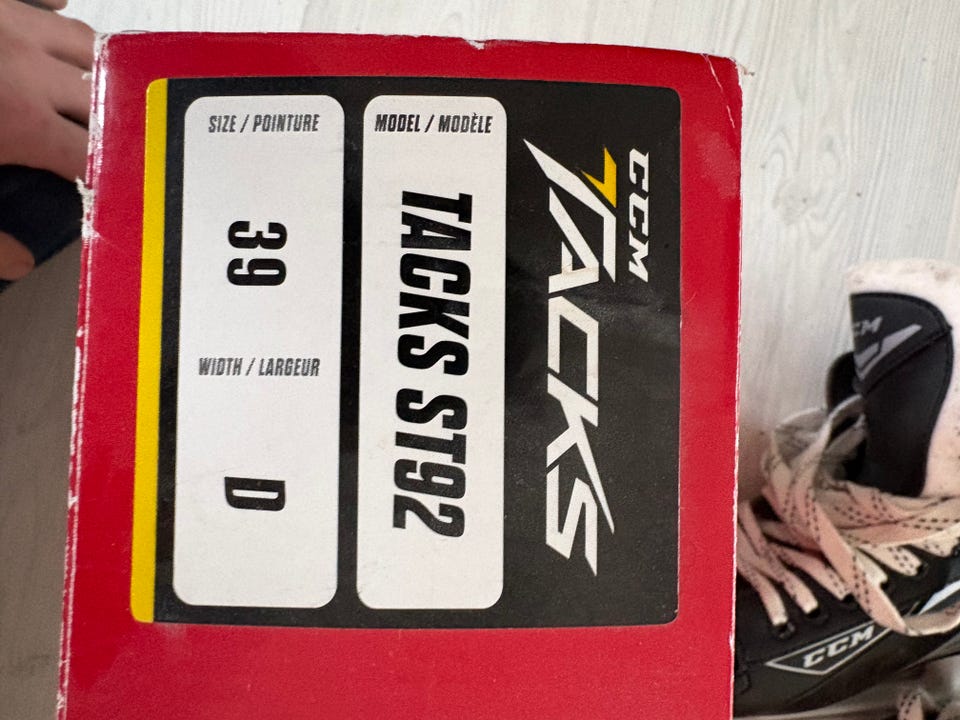 CCM
TACKS
MODEL / MODÈLE
TACKS ST92
SIZE / POINTURE
39
WIDTH / LARGEUR
D
CCM
CCM